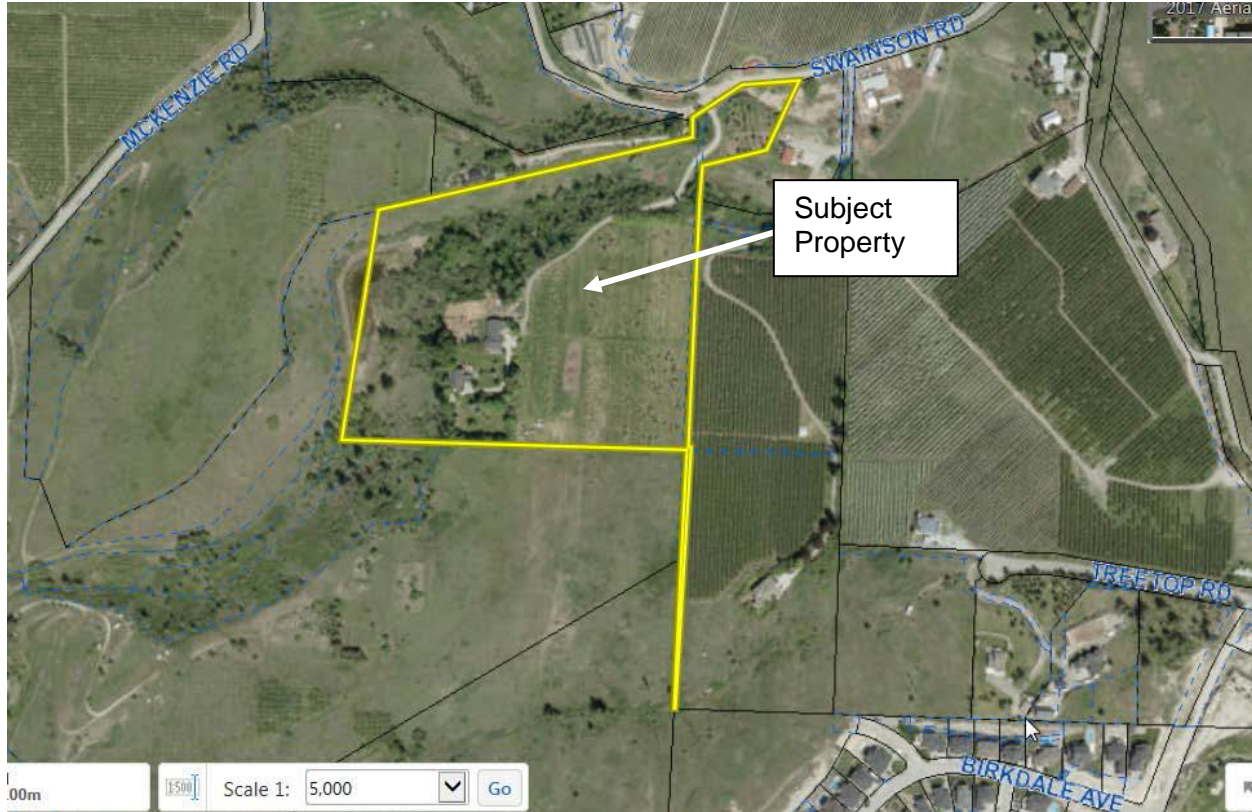 2017 Aeria
SWAINSON RD
MCKENZIE RD
Subject
Property
TREETOP RD
BIRKDALE AVE
.00m
1:500
Scale 1: 5,000 Go